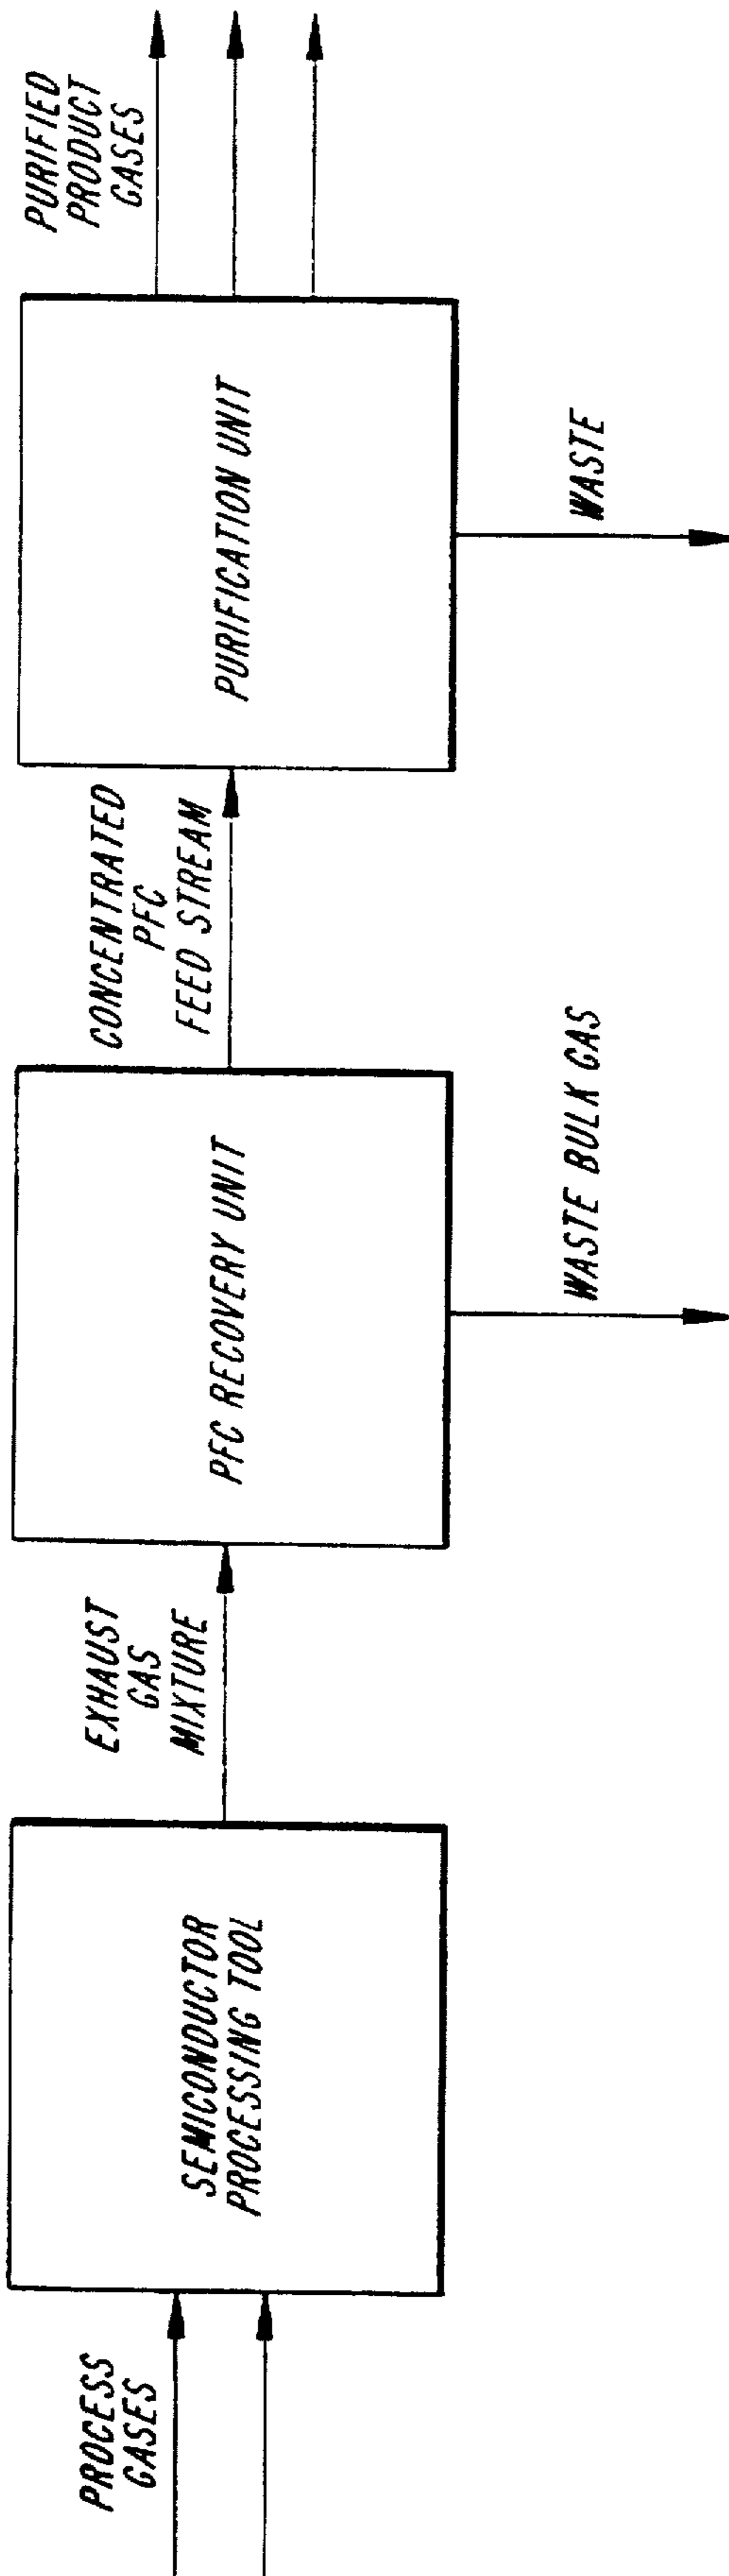 PROCESS
GASES
SEMICONDUCTOR
PROCESSING TOOL
EXHAUST
GAS
MIXTURE
PFC RECOVERY UNIT
WASTE BULK GAS
CONCENTRATED
PFC
FEED STREAM
PURIFICATION UNIT
WASTE
PURIFIED
PRODUCT
GASES